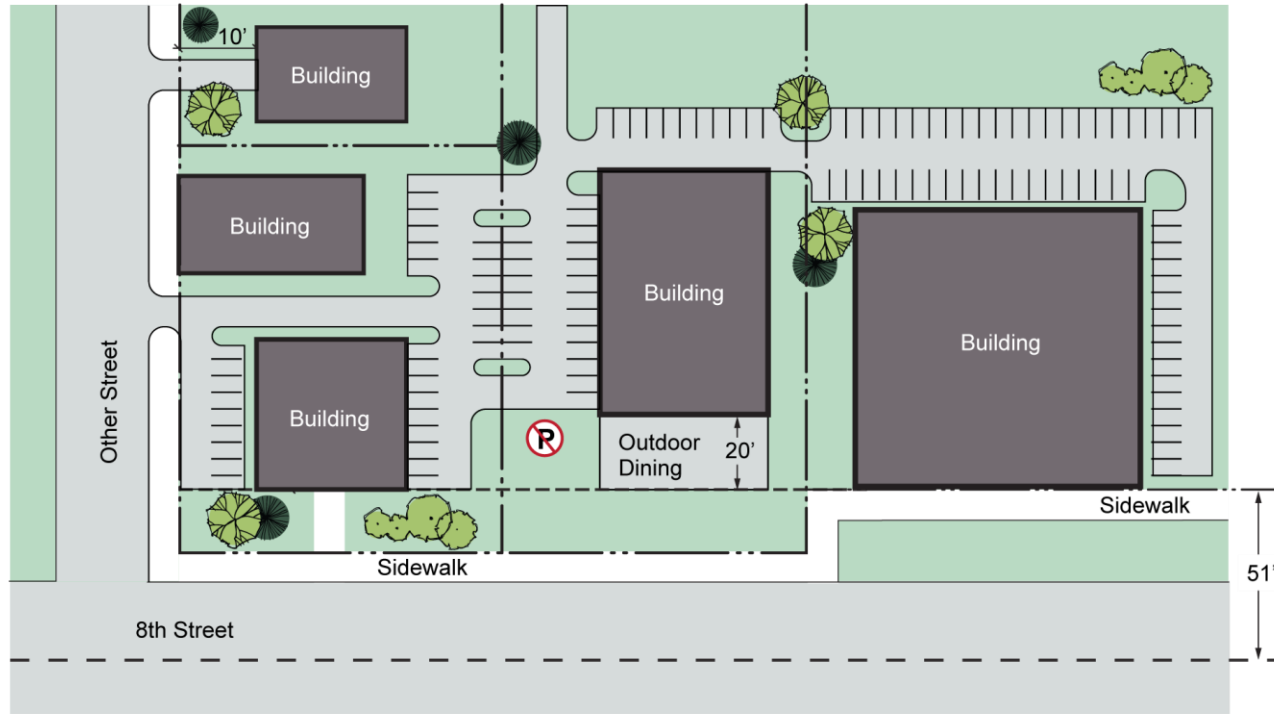 10'
Building
Building
Building
Building
Building
Other Street
P
Outdoor
Dining
20'
Sidewalk
Sidewalk
51'
8th Street